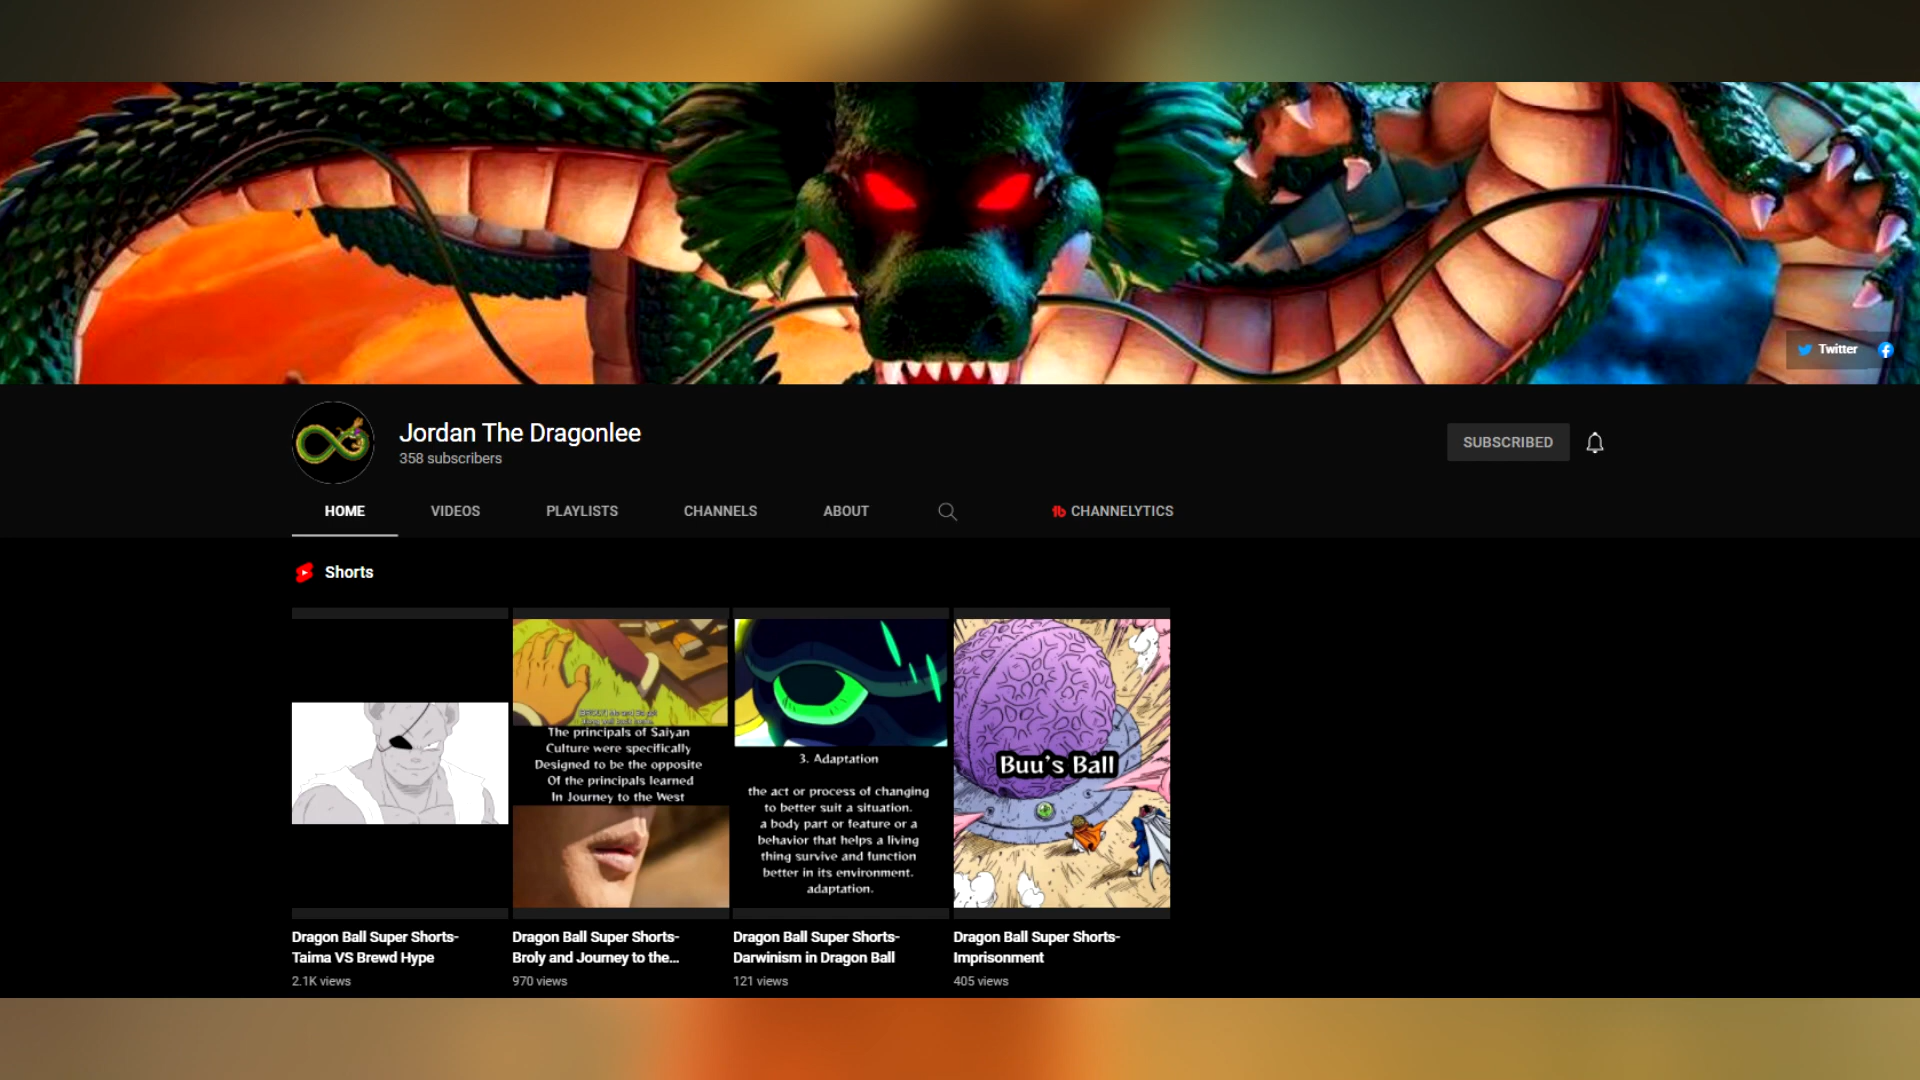 Twitter
Jordan The Dragonlee
358 subscribers
SUBSCRIBED
HOME
VIDEOS
PLAYLISTS
CHANNELS
ABOUT
CHANNELYTICS
Shorts
The principals of Saiyan
Culture were specifically
Designed to be the opposite
Of the principals learned
In Journey to the West
3. Adaptation
the act or process of changing
to better suit a situation.
a body part or feature or a
behavior that helps a living
thing survive and function
better in its environment.
adaptation.
Buu's Ball
Dragon Ball Super Shorts-
Taima VS Brewd Hype
2.1K views
Dragon Ball Super Shorts-
Broly and Journey to the...
970 views
Dragon Ball Super Shorts-
Darwinism in Dragon Ball
121 views
Dragon Ball Super Shorts-
Imprisonment
405 views